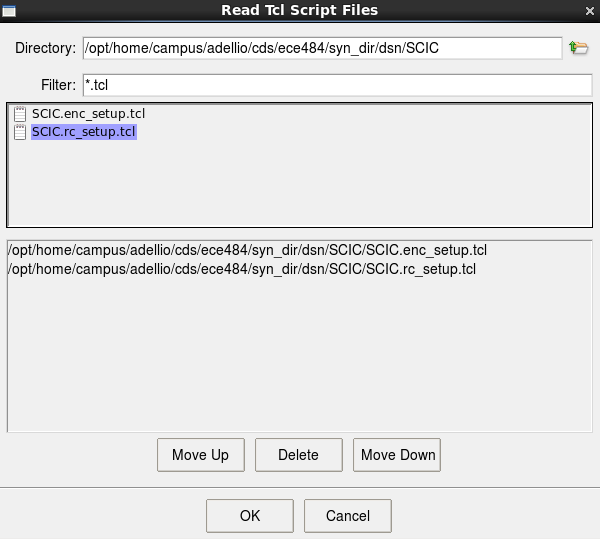 Read Tcl Script Files
Directory: /opt/home/campus/adellio/cds/ece484/syn_dir/dsn/SCIC
Filter: *.tcl
SCIC.enc_setup.tcl
SCIC.rc_setup.tcl
/opt/home/campus/adellio/cds/ece484/syn_dir/dsn/SCIC/SCIC.enc_setup.tcl
/opt/home/campus/adellio/cds/ece484/syn_dir/dsn/SCIC/SCIC.rc_setup.tcl
Move Up Delete Move Down
OK Cancel